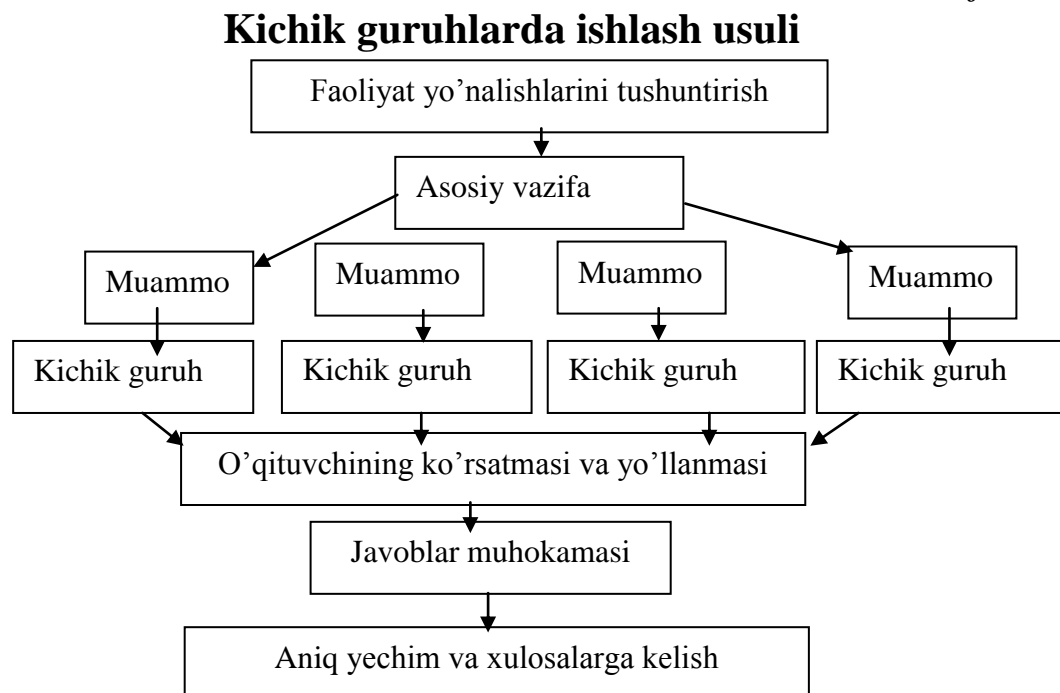 Kichik guruhlarda ishlash usuli
Faoliyat yo’nalishlarini tushuntirish
Asosiy vazifa
Muammo
Muammo
Muammo
Muammo
Kichik guruh
Kichik guruh
Kichik guruh
Kichik guruh
O’qituvchining ko’rsatmasi va yo’llanmasi
Javoblar muhokamasi
Aniq yechim va xulosalarga kelish